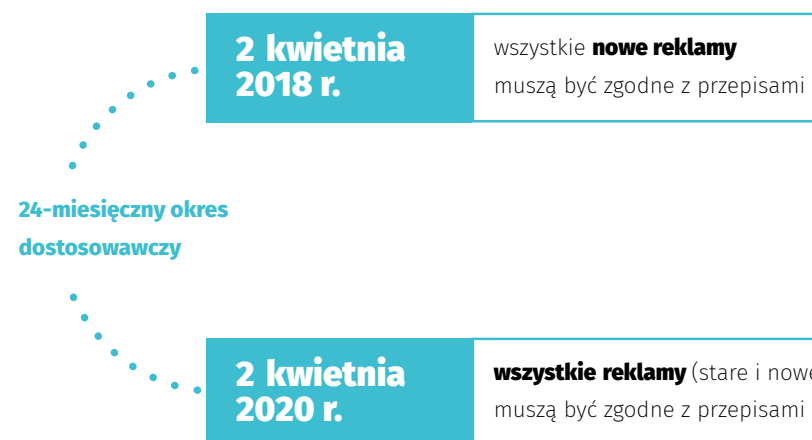 2 kwietnia
2018 r.
wszystkie nowe reklamy
muszą być zgodne z przepisami
24-miesięczny okres
dostosowawczy
2 kwietnia
2020 r.
wszystkie reklamy (stare i nowe
muszą być zgodne z przepisami